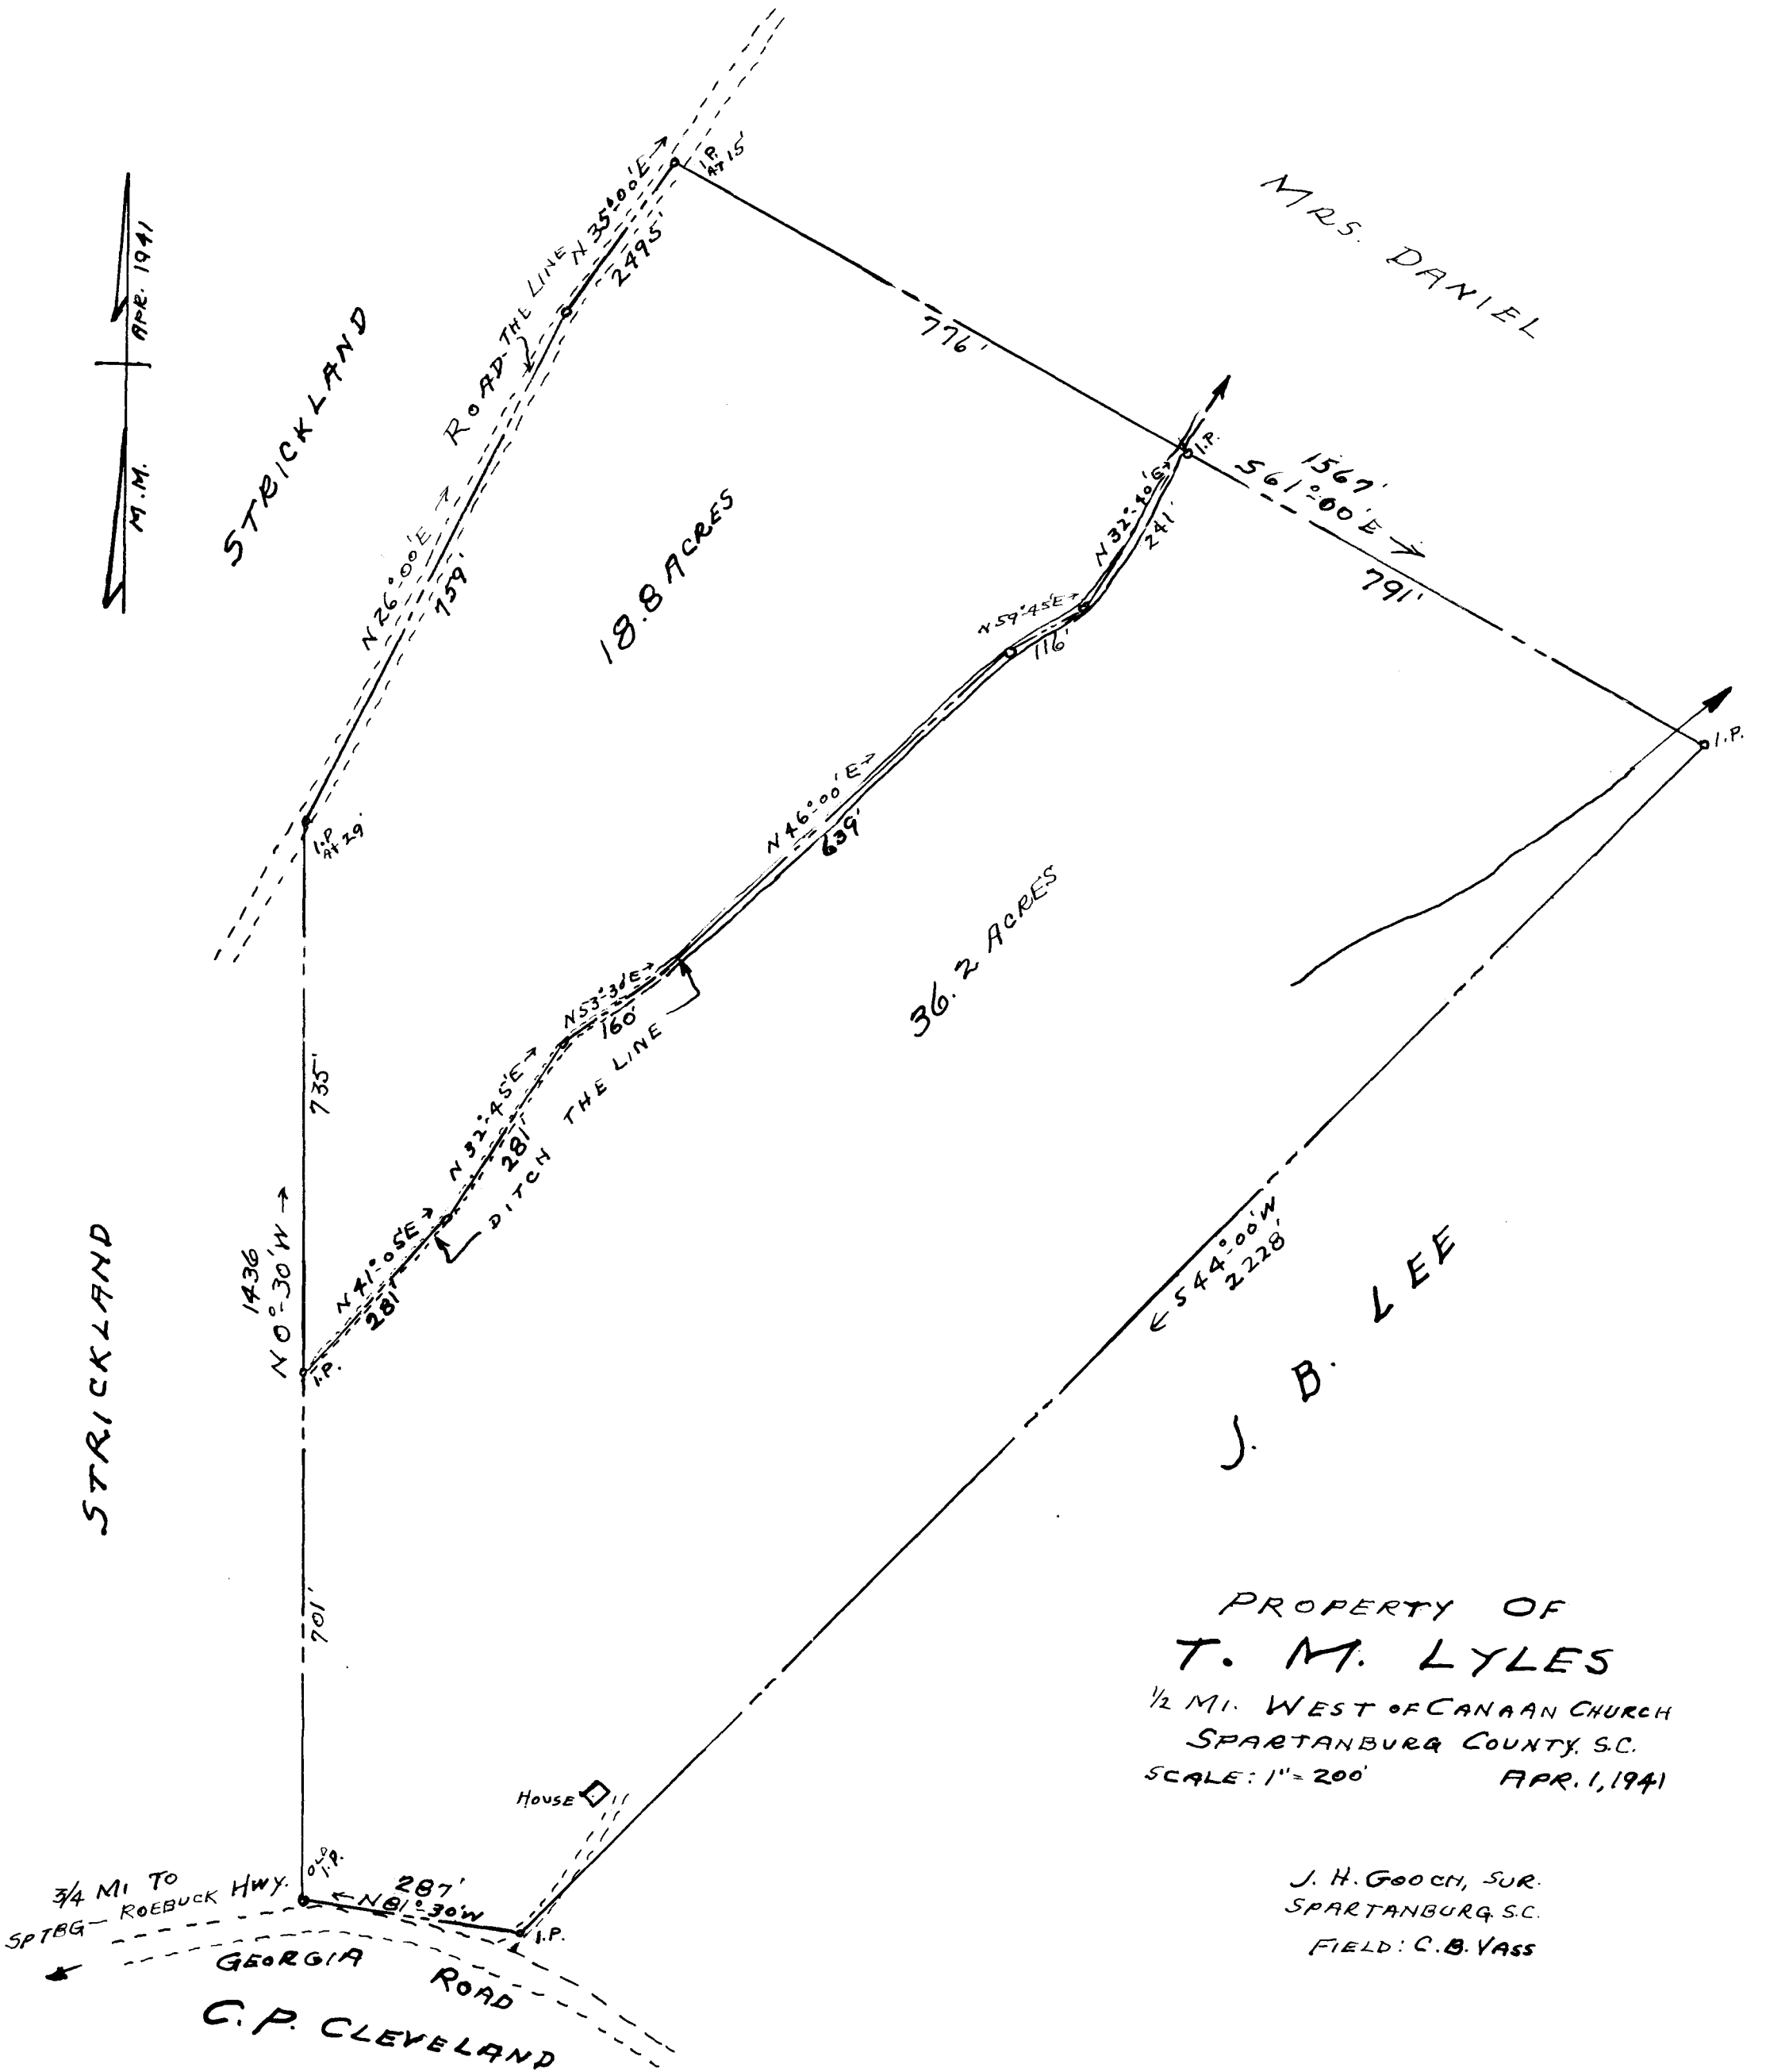 APR. 1941
M.M.
STRICKLAND
ROAD-THE LINE
N 35°-00'E →
249.5'
I.P.
AT 15'
MRS. DANIEL
776'
N 26°-00'E →
759'
18.8 ACRES
I.P.
1567'
S 61°-00'E →
791'
I.P.
N 32°-40'E →
241'
N 59°-45'E →
116'
N 46°-00'E →
639'
I.P.
AT 29'
36.2 ACRES
N 53°-30'E →
160'
N 32°-45'E →
281'
DITCH THE LINE
N 41°-05'E →
281'
735'
1436
N 0°-30'W →
I.P.
STRICKLAND
← S 44°-00'W
2228'
J. B. LEE
701'
PROPERTY OF
T. M. LYLES
1/2 MI. WEST OF CANAAN CHURCH
SPARTANBURG COUNTY. S.C.
SCALE: 1" = 200' APR. 1, 1941
HOUSE
OLD
I.P.
287'
← N 81°-30'W
I.P.
3/4 MI TO
SPTBG - ROEBUCK HWY.
GEORGIA ROAD
C. P. CLEVELAND
J. H. GOOCH, SUR.
SPARTANBURG. S.C.
FIELD: C. B. VASS